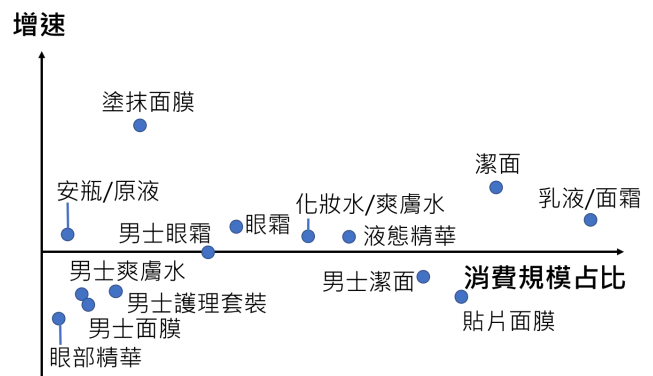 增速
塗抹面膜
潔面
安瓶/原液
乳液/面霜
化妝水/爽膚水
眼霜
男士眼霜
液態精華
男士爽膚水
男士潔面
消費規模占比
男士護理套裝
貼片面膜
男士面膜
眼部精華